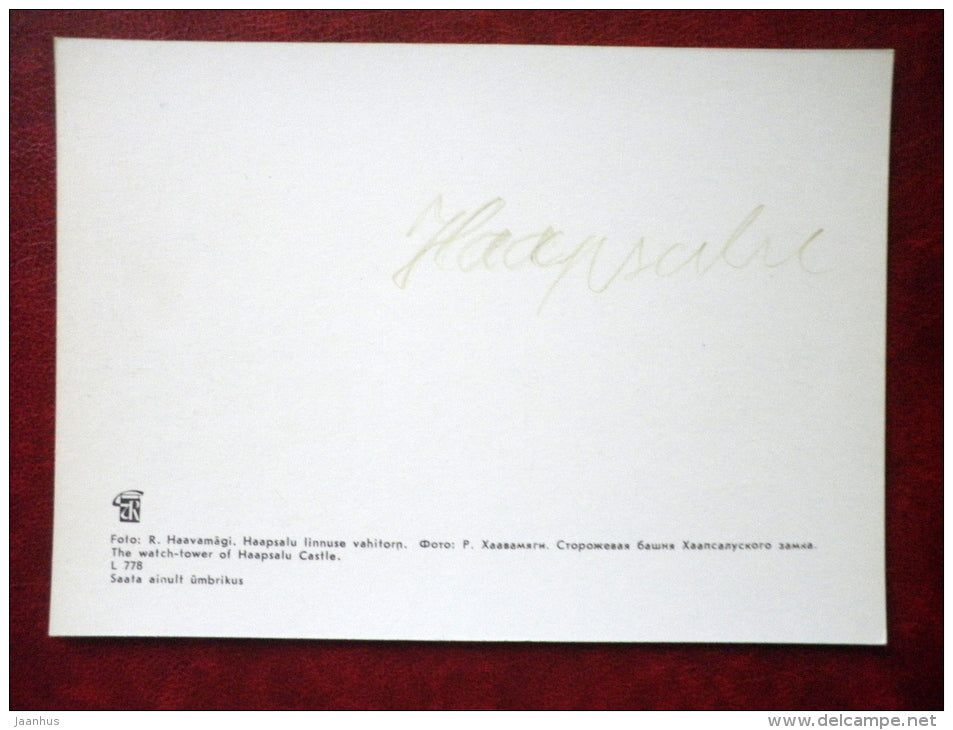 Haapsalu
Foto: R. Haavamägi. Haapsalu linnuse vahitorn. Фото: Р. Хаавамяги. Сторожевая башня Хаапсалуского замка.
The watch-tower of Haapsalu Castle.
L 778
Saata ainult ümbrikus
jaanhus
www.delcampe.net